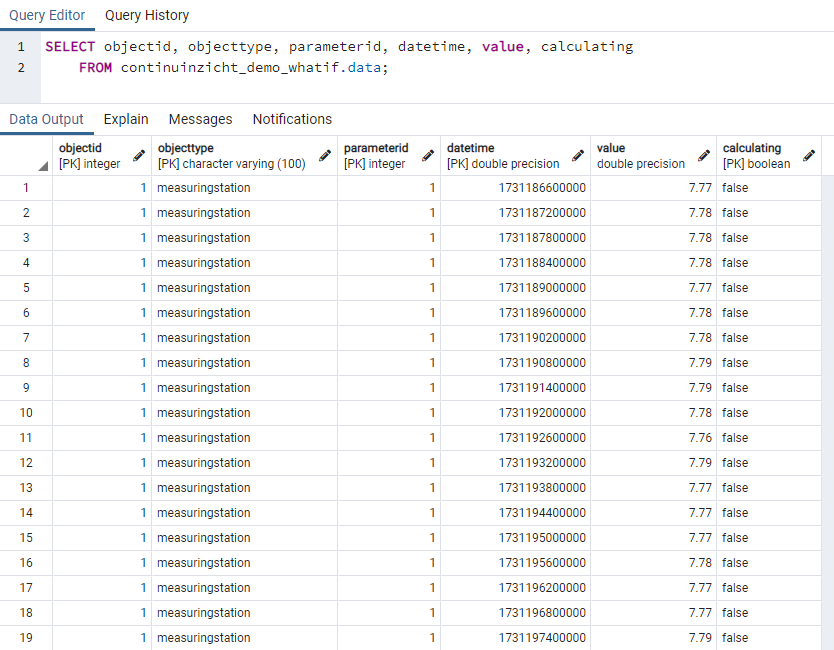 Query Editor Query History
1 SELECT objectid, objecttype, parameterid, datetime, value, calculating
2 FROM continuinzicht_demo_whatif.data;
Data Output Explain Messages Notifications
objectid objecttype parameterid datetime value calculating
[PK] integer [PK] character varying (100) [PK] integer [PK] double precision double precision [PK] boolean
1 1 measuringstation 1 1731186600000 7.77 false
2 1 measuringstation 1 1731187200000 7.78 false
3 1 measuringstation 1 1731187800000 7.78 false
4 1 measuringstation 1 1731188400000 7.78 false
5 1 measuringstation 1 1731189000000 7.77 false
6 1 measuringstation 1 1731189600000 7.78 false
7 1 measuringstation 1 1731190200000 7.78 false
8 1 measuringstation 1 1731190800000 7.79 false
9 1 measuringstation 1 1731191400000 7.79 false
10 1 measuringstation 1 1731192000000 7.78 false
11 1 measuringstation 1 1731192600000 7.76 false
12 1 measuringstation 1 1731193200000 7.79 false
13 1 measuringstation 1 1731193800000 7.77 false
14 1 measuringstation 1 1731194400000 7.77 false
15 1 measuringstation 1 1731195000000 7.77 false
16 1 measuringstation 1 1731195600000 7.78 false
17 1 measuringstation 1 1731196200000 7.77 false
18 1 measuringstation 1 1731196800000 7.77 false
19 1 measuringstation 1 1731197400000 7.79 false